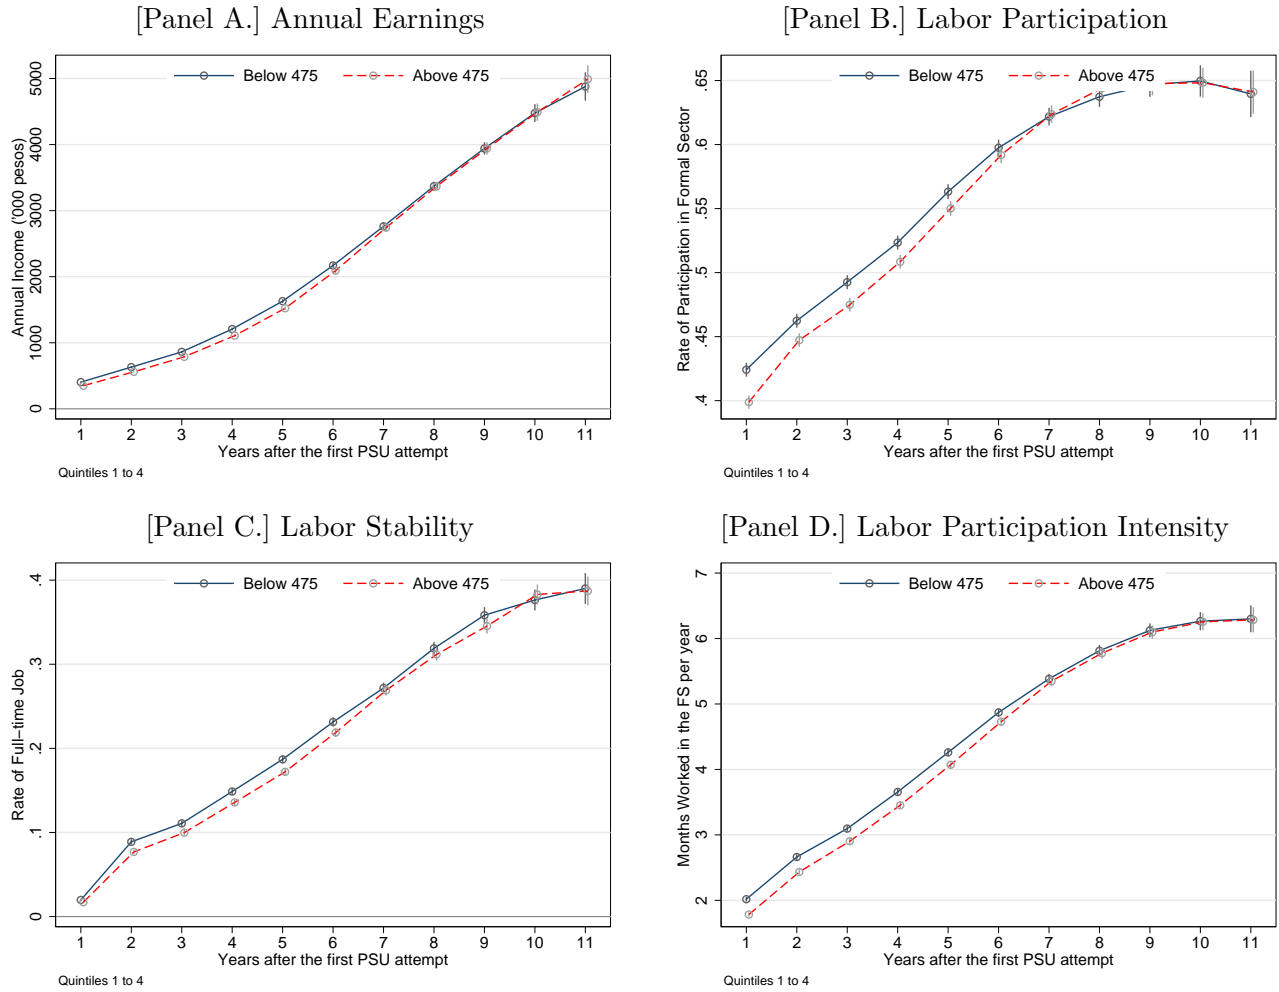 [Panel A.] Annual Earnings
Below 475
Above 475
5000
4000
3000
2000
1000
0
Annual Income ('000 pesos)
1 2 3 4 5 6 7 8 9 10 11
Years after the first PSU attempt
Quintiles 1 to 4
[Panel B.] Labor Participation
Below 475
Above 475
.65
.6
.55
.5
.45
.4
Rate of Participation in Formal Sector
1 2 3 4 5 6 7 8 9 10 11
Years after the first PSU attempt
Quintiles 1 to 4
[Panel C.] Labor Stability
Below 475
Above 475
.4
.3
.2
.1
0
Rate of Full−time Job
1 2 3 4 5 6 7 8 9 10 11
Years after the first PSU attempt
Quintiles 1 to 4
[Panel D.] Labor Participation Intensity
Below 475
Above 475
7
6
5
4
3
2
Months Worked in the FS per year
1 2 3 4 5 6 7 8 9 10 11
Years after the first PSU attempt
Quintiles 1 to 4